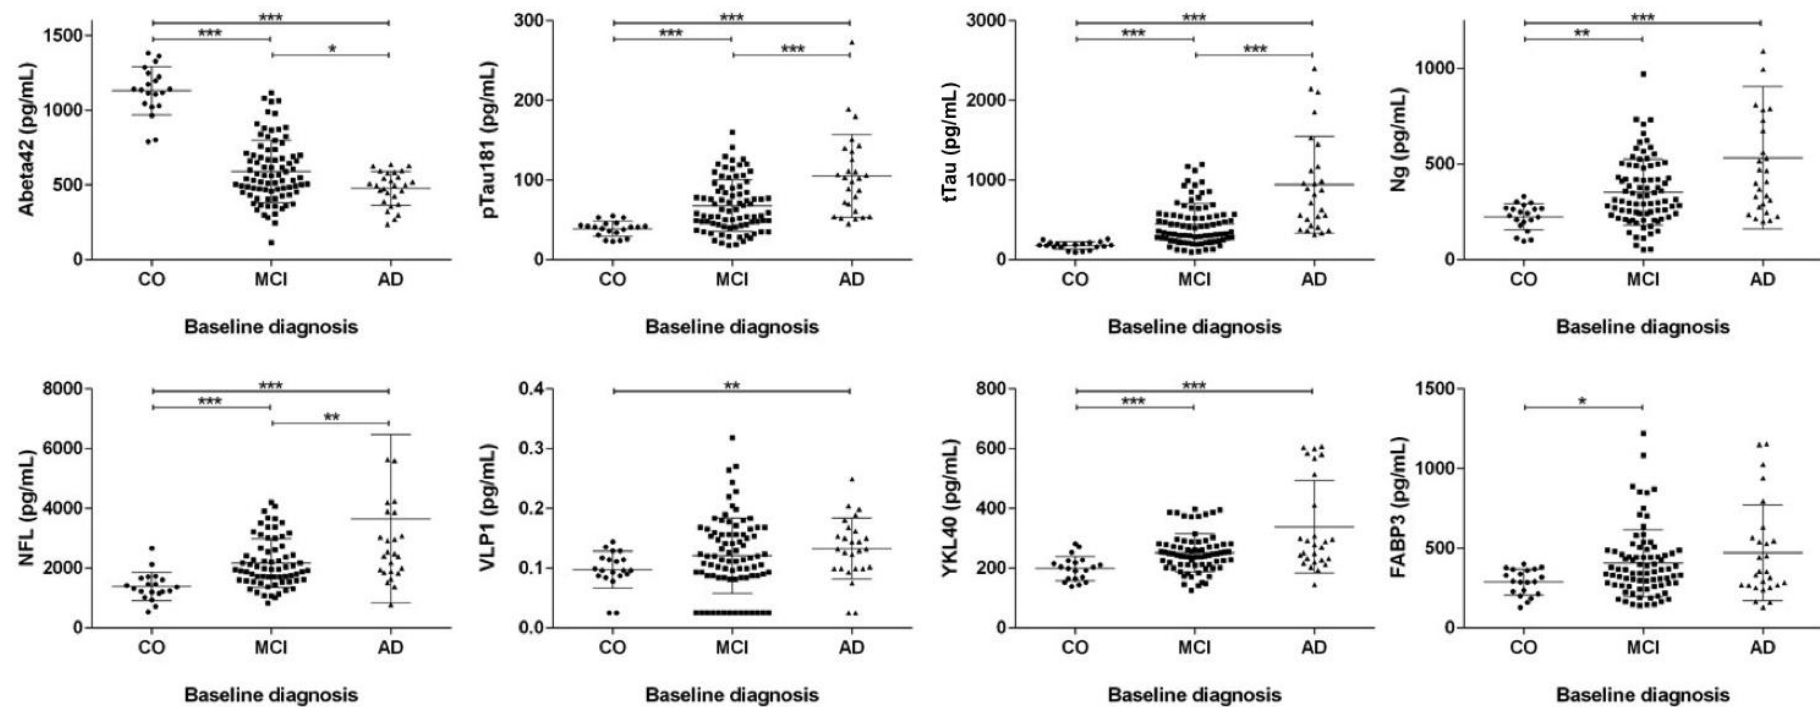 ***
***
*
1500
1000
500
0
Abeta42 (pg/mL)
CO MCI AD
Baseline diagnosis
***
***
***
300
200
100
0
pTau181 (pg/mL)
CO MCI AD
Baseline diagnosis
***
***
***
3000
2000
1000
0
tTau (pg/mL)
CO MCI AD
Baseline diagnosis
***
**
1000
500
0
Ng (pg/mL)
CO MCI AD
Baseline diagnosis
***
***
**
8000
6000
4000
2000
0
NFL (pg/mL)
CO MCI AD
Baseline diagnosis
**
0.4
0.3
0.2
0.1
0.0
VLP1 (pg/mL)
CO MCI AD
Baseline diagnosis
***
***
800
600
400
200
0
YKL40 (pg/mL)
CO MCI AD
Baseline diagnosis
*
1500
1000
500
0
FABP3 (pg/mL)
CO MCI AD
Baseline diagnosis